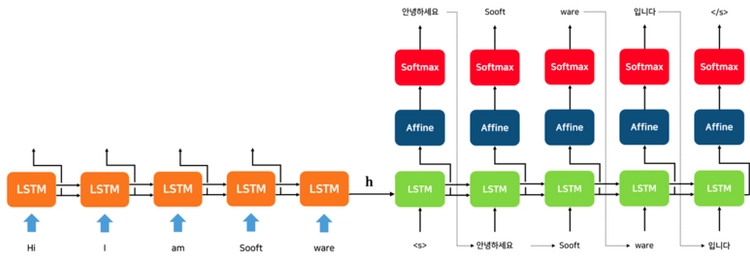 안녕하세요 Sooft ware 입니다 </s>
Softmax Softmax Softmax Softmax Softmax
Affine Affine Affine Affine Affine
LSTM LSTM LSTM LSTM LSTM h LSTM LSTM LSTM LSTM LSTM
Hi I am Sooft ware <s> 안녕하세요 Sooft ware 입니다